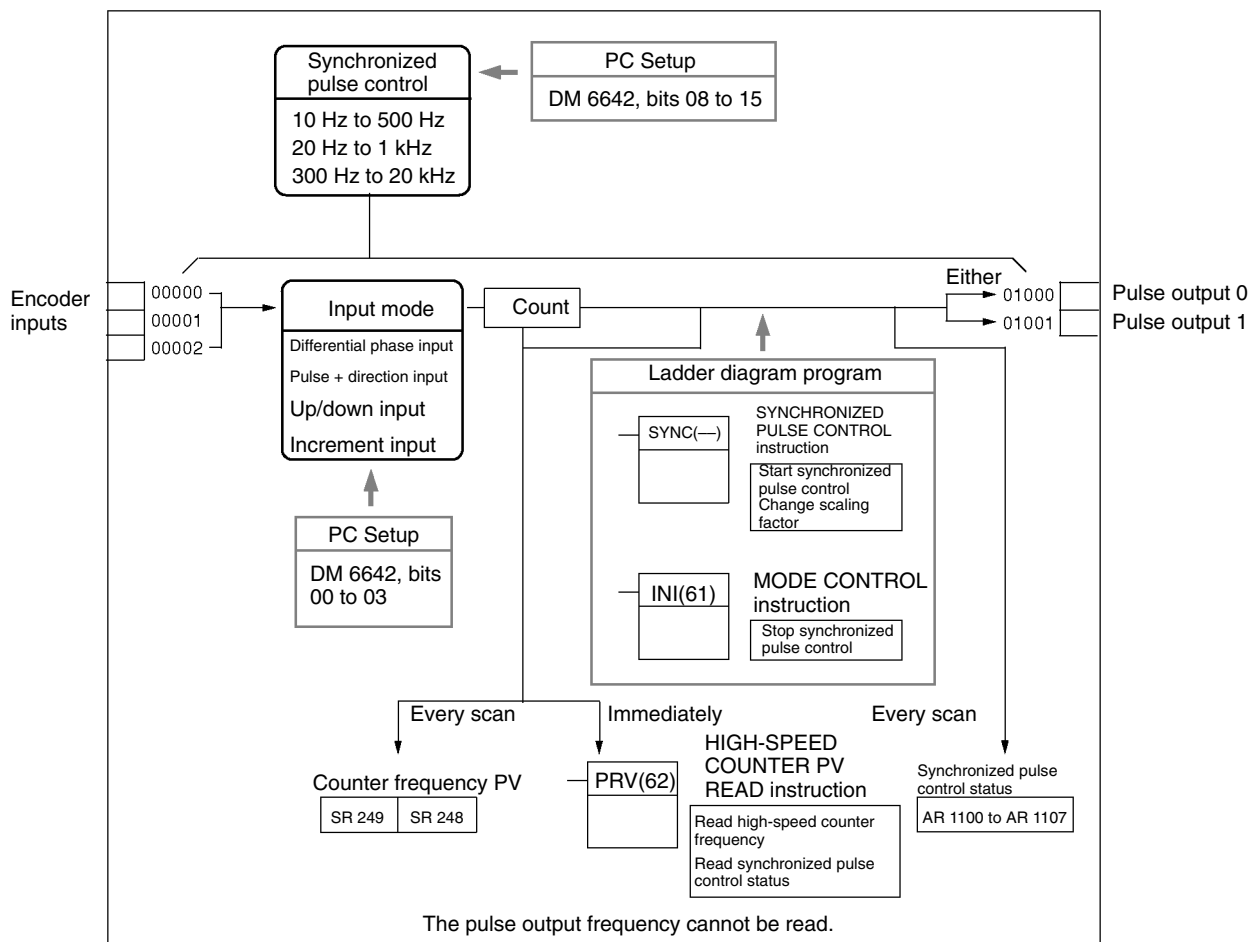 Synchronized
pulse control
10 Hz to 500 Hz
20 Hz to 1 kHz
300 Hz to 20 kHz
PC Setup
DM 6642, bits 08 to 15
Encoder
inputs
00000
00001
00002
Input mode
Differential phase input
Pulse + direction input
Up/down input
Increment input
Count
Either
01000
01001
Pulse output 0
Pulse output 1
PC Setup
DM 6642, bits
00 to 03
Ladder diagram program
SYNC(—)
SYNCHRONIZED
PULSE CONTROL
instruction
Start synchronized
pulse control
Change scaling
factor
INI(61)
MODE CONTROL
instruction
Stop synchronized
pulse control
Every scan
Immediately
Every scan
Counter frequency PV
SR 249
SR 248
PRV(62)
HIGH-SPEED
COUNTER PV
READ instruction
Read high-speed counter
frequency
Read synchronized pulse
control status
Synchronized pulse
control status
AR 1100 to AR 1107
The pulse output frequency cannot be read.